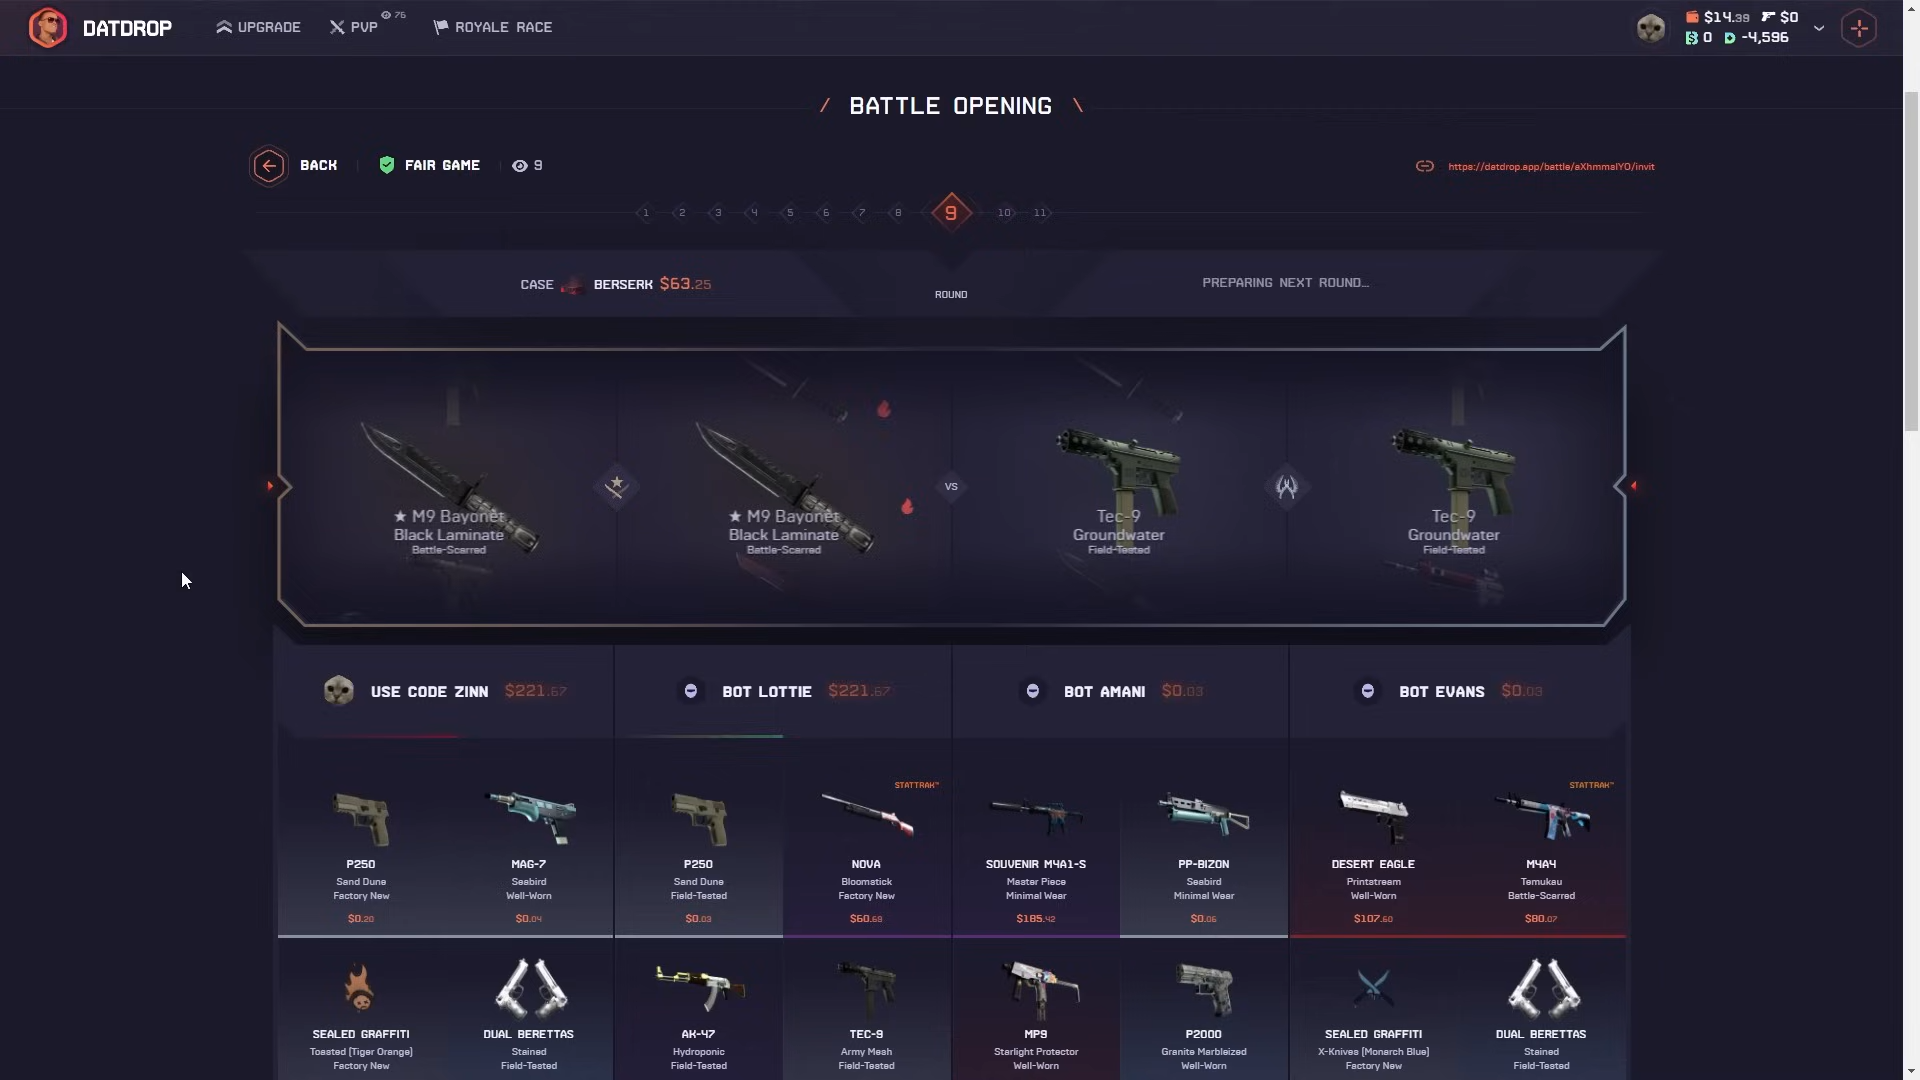 DATDROP
UPGRADE
PVP
76
ROYALE RACE
$14.39
$0
0
-4,596
/ BATTLE OPENING \
BACK
FAIR GAME
9
https://datdrop.app/battle/aXhmmalYO/invit
1 2 3 4 5 6 7 8 9 10 11
CASE BERSERK $63.25
ROUND
PREPARING NEXT ROUND...
★ M9 Bayonet
Black Laminate
Battle-Scarred
★ M9 Bayonet
Black Laminate
Battle-Scarred
VS
Tec-9
Groundwater
Field-Tested
Tec-9
Groundwater
Field-Tested
USE CODE ZINN $221.67
BOT LOTTIE $221.67
BOT AMANI $0.03
BOT EVANS $0.03
P250
Sand Dune
Factory New
$0.20
MAG-7
Seabird
Well-Worn
$0.04
P250
Sand Dune
Field-Tested
$0.03
STATTRAK™
NOVA
Bloomstick
Factory New
$60.69
SOUVENIR M4A1-S
Master Piece
Minimal Wear
$185.42
PP-BIZON
Seabird
Minimal Wear
$0.06
DESERT EAGLE
Printstream
Well-Worn
$107.60
STATTRAK™
M4A4
Temukau
Battle-Scarred
$80.07
SEALED GRAFFITI
Toasted (Tiger Orange)
Factory New
DUAL BERETTAS
Stained
Field-Tested
AK-47
Hydroponic
Field-Tested
TEC-9
Army Mesh
Field-Tested
MP9
Starlight Protector
Well-Worn
P2000
Granite Marbleized
Well-Worn
SEALED GRAFFITI
X-Knives (Monarch Blue)
Factory New
DUAL BERETTAS
Stained
Field-Tested